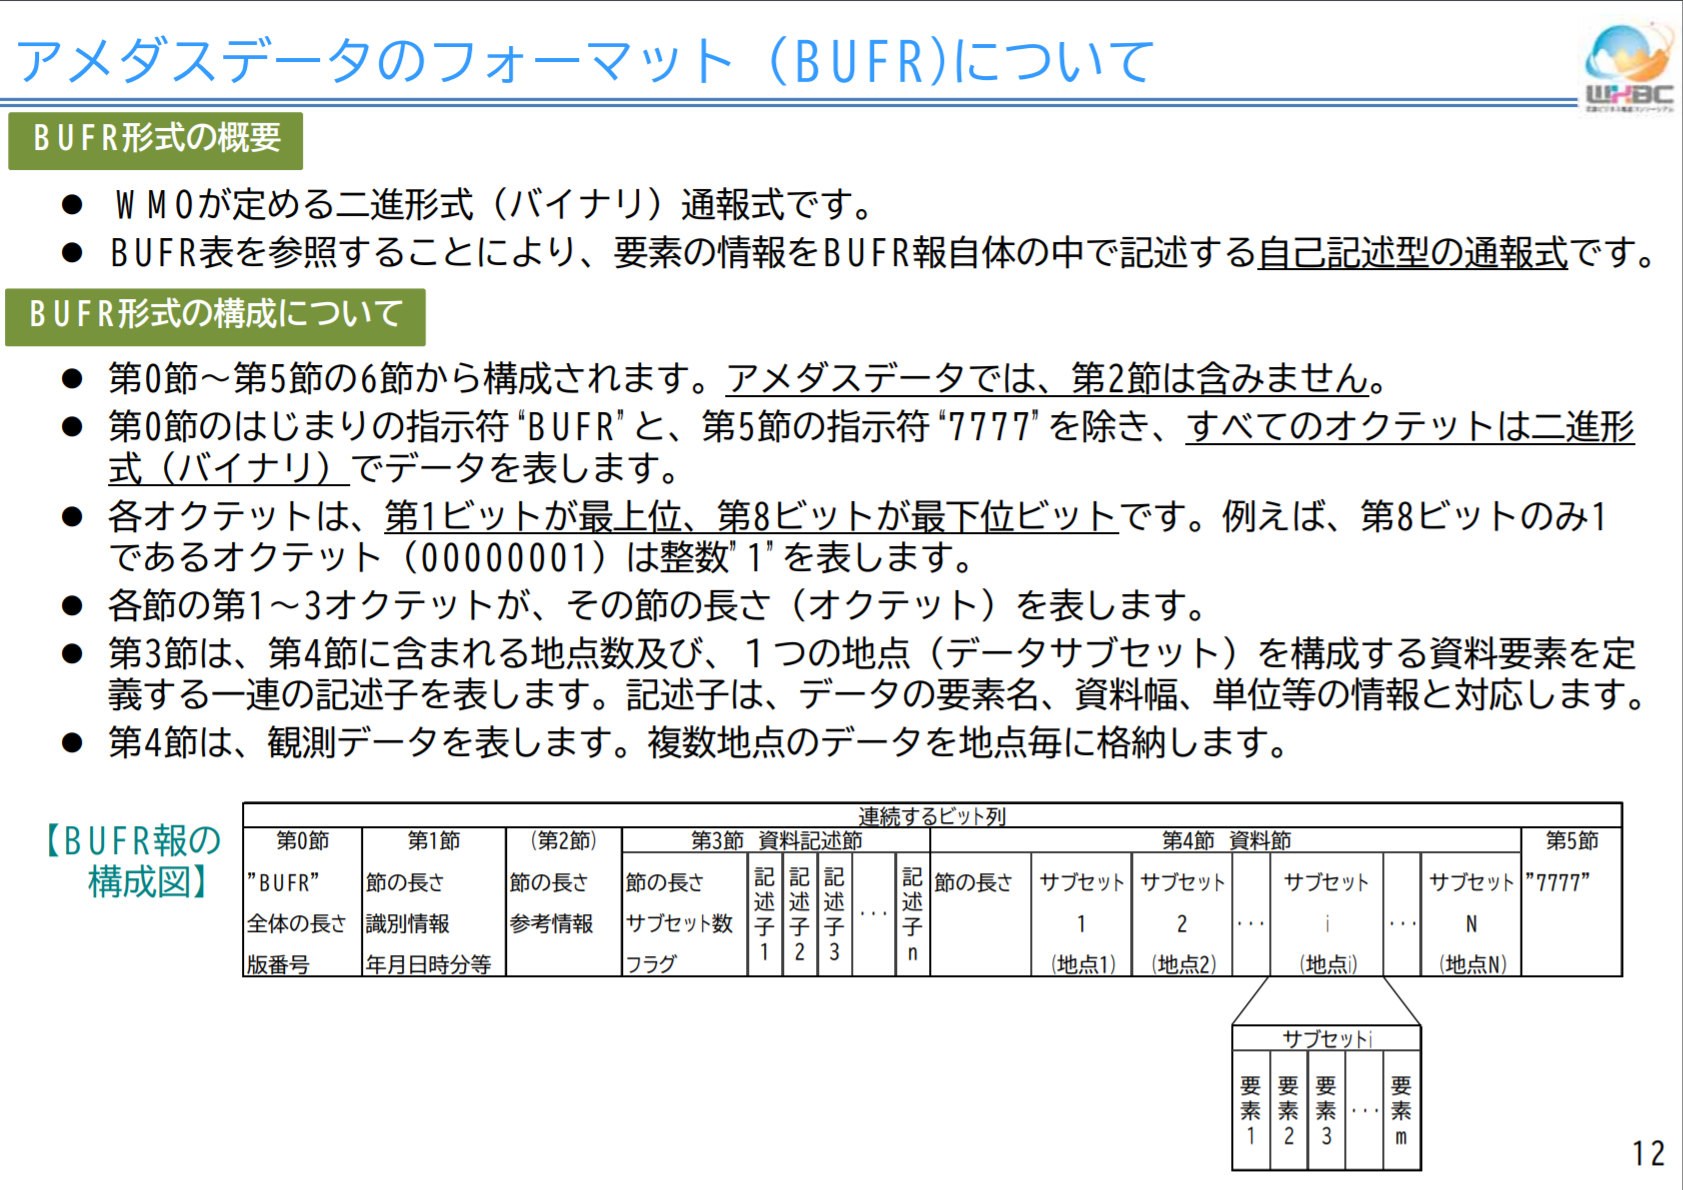 アメダスデータのフォーマット（BUFR)について
WXBC
BUFR形式の概要
● WMOが定める二進形式（バイナリ）通報式です。
● BUFR表を参照することにより、要素の情報をBUFR報自体の中で記述する自己記述型の通報式です。
BUFR形式の構成について
● 第0節～第5節の6節から構成されます。アメダスデータでは、第2節は含みません。
● 第0節のはじまりの指示符“BUFR”と、第5節の指示符“7777”を除き、すべてのオクテットは二進形
式（バイナリ）でデータを表します。
● 各オクテットは、第1ビットが最上位、第8ビットが最下位ビットです。例えば、第8ビットのみ1
であるオクテット（00000001）は整数”1”を表します。
● 各節の第1～3オクテットが、その節の長さ（オクテット）を表します。
● 第3節は、第4節に含まれる地点数及び、１つの地点（データサブセット）を構成する資料要素を定
義する一連の記述子を表します。記述子は、データの要素名、資料幅、単位等の情報と対応します。
● 第4節は、観測データを表します。複数地点のデータを地点毎に格納します。
【BUFR報の
構成図】
連続するビット列
第0節 第1節 (第2節) 第3節 資料記述節 第4節 資料節 第5節
”BUFR”
全体の長さ
版番号
節の長さ
識別情報
年月日時分等
節の長さ
参考情報
節の長さ
サブセット数
フラグ
記述子1
記述子2
記述子3
･･･
記述子n
節の長さ
サブセット
1
(地点1)
サブセット
2
(地点2)
･･･
サブセット
i
(地点i)
･･･
サブセット
N
(地点N)
”7777”
サブセットi
要素1
要素2
要素3
･･･
要素m
12